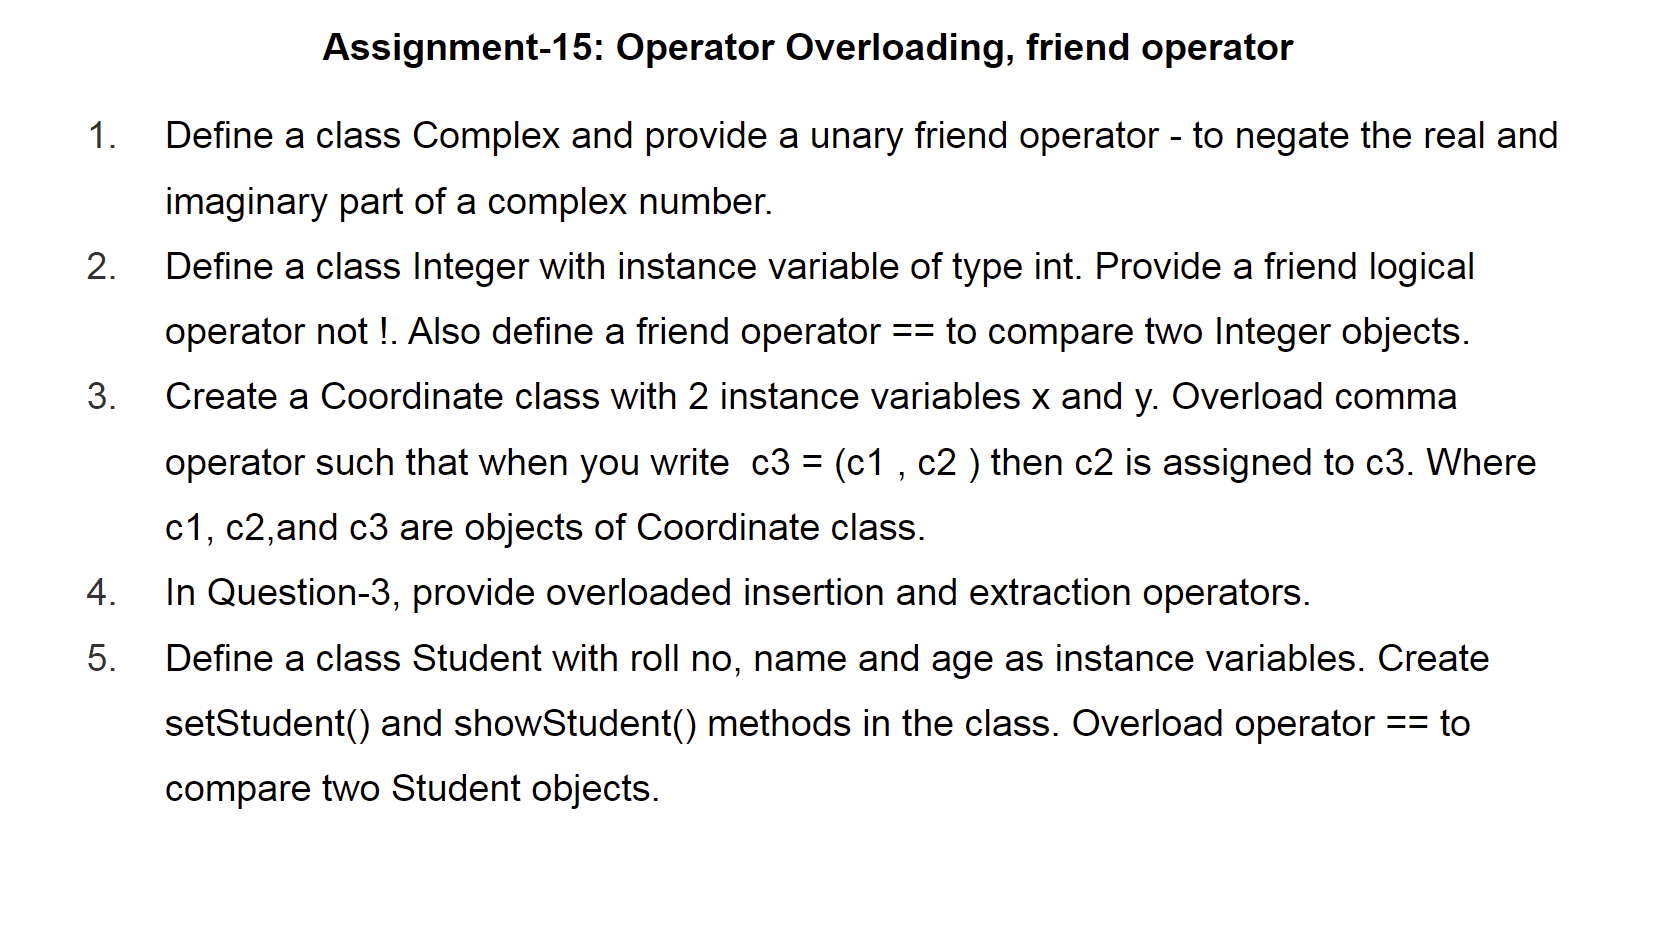 Assignment-15: Operator Overloading, friend operator
1. Define a class Complex and provide a unary friend operator - to negate the real and
imaginary part of a complex number.
2. Define a class Integer with instance variable of type int. Provide a friend logical
operator not !. Also define a friend operator == to compare two Integer objects.
3. Create a Coordinate class with 2 instance variables x and y. Overload comma
operator such that when you write  c3 = (c1 , c2 ) then c2 is assigned to c3. Where
c1, c2,and c3 are objects of Coordinate class.
4. In Question-3, provide overloaded insertion and extraction operators.
5. Define a class Student with roll no, name and age as instance variables. Create
setStudent() and showStudent() methods in the class. Overload operator == to
compare two Student objects.